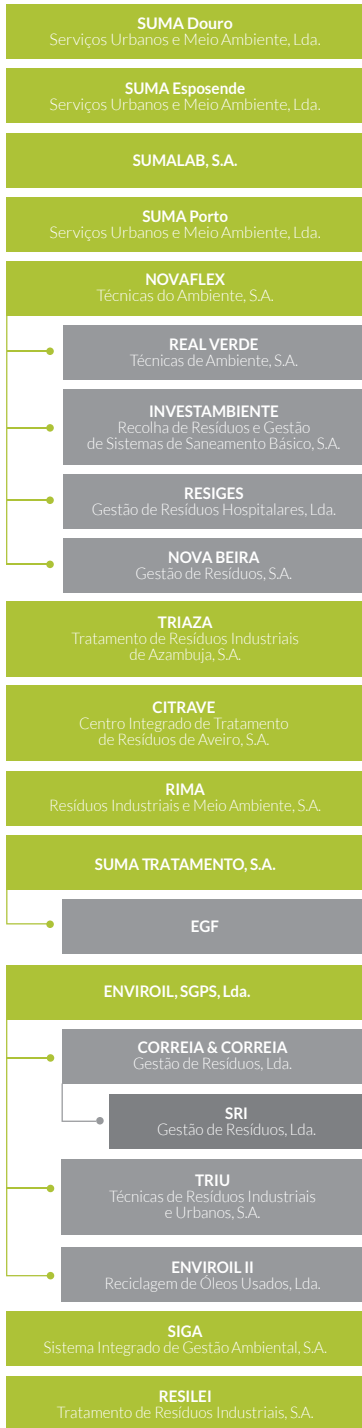 SUMA Douro
Serviços Urbanos e Meio Ambiente, Lda.
SUMA Esposende
Serviços Urbanos e Meio Ambiente, Lda.
SUMALAB, S.A.
SUMA Porto
Serviços Urbanos e Meio Ambiente, Lda.
NOVAFLEX
Técnicas do Ambiente, S.A.
REAL VERDE
Técnicas de Ambiente, S.A.
INVESTAMBIENTE
Recolha de Resíduos e Gestão
de Sistemas de Saneamento Básico, S.A.
RESIGES
Gestão de Resíduos Hospitalares, Lda.
NOVA BEIRA
Gestão de Resíduos, S.A.
TRIAZA
Tratamento de Resíduos Industriais
de Azambuja, S.A.
CITRAVE
Centro Integrado de Tratamento
de Resíduos de Aveiro, S.A.
RIMA
Resíduos Industriais e Meio Ambiente, S.A.
SUMA TRATAMENTO, S.A.
EGF
ENVIROIL, SGPS, Lda.
CORREIA & CORREIA
Gestão de Resíduos, Lda.
SRI
Gestão de Resíduos, Lda.
TRIU
Técnicas de Resíduos Industriais
e Urbanos, S.A.
ENVIROIL II
Reciclagem de Óleos Usados, Lda.
SIGA
Sistema Integrado de Gestão Ambiental, S.A.
RESILEI
Tratamento de Resíduos Industriais, S.A.